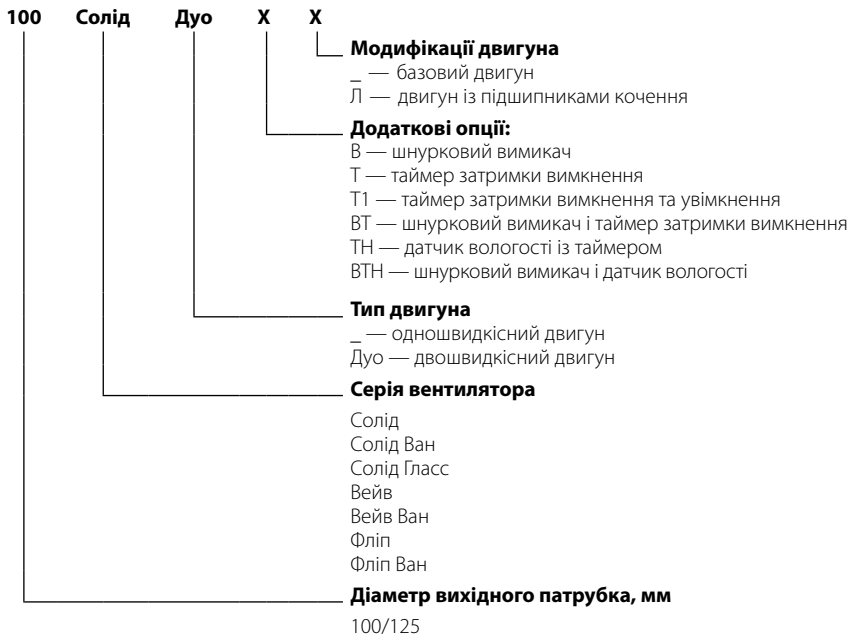 100 Солід Дуо Х Х
Модифікації двигуна
_ — базовий двигун
Л — двигун із підшипниками кочення
Додаткові опції:
В — шнурковий вимикач
Т — таймер затримки вимкнення
Т1 — таймер затримки вимкнення та увімкнення
ВТ — шнурковий вимикач і таймер затримки вимкнення
ТН — датчик вологості із таймером
ВТН — шнурковий вимикач і датчик вологості
Тип двигуна
_ — одношвидкісний двигун
Дуо — двошвидкісний двигун
Серія вентилятора
Солід
Солід Ван
Солід Гласс
Вейв
Вейв Ван
Фліп
Фліп Ван
Діаметр вихідного патрубка, мм
100/125